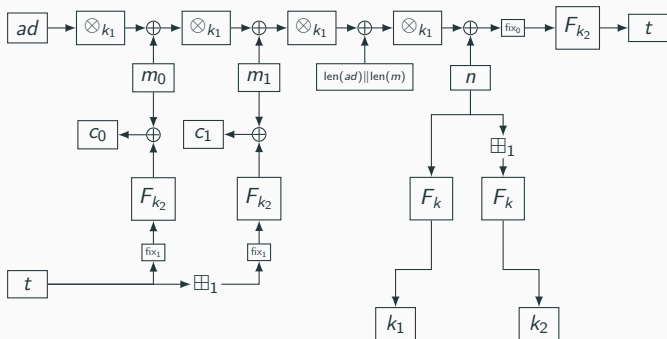 ad ⊗k₁ ⊕ ⊗k₁ ⊕ ⊗k₁ ⊕ ⊗k₁ ⊕ fix₀ Fk₂ t
m₀ m₁ len(ad)||len(m) n
c₀ ⊕ c₁ ⊕ ⊞₁
Fk₂ Fk₂ Fk Fk
fix₁ fix₁
t ⊞₁
k₁ k₂